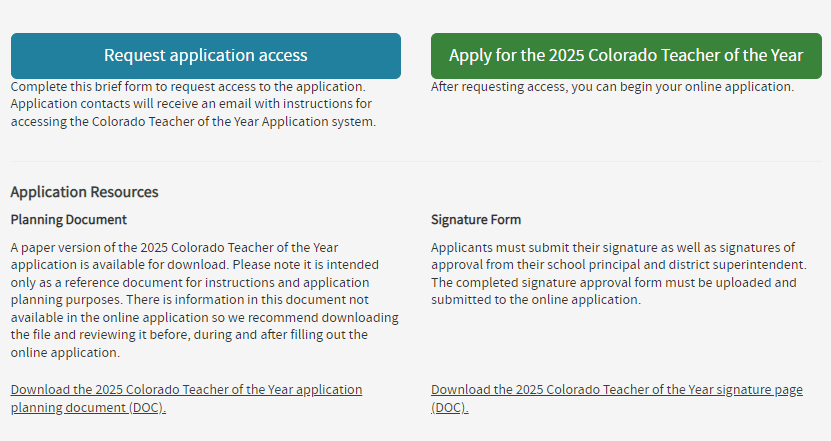 Request application access
Complete this brief form to request access to the application.
Application contacts will receive an email with instructions for
accessing the Colorado Teacher of the Year Application system.
Apply for the 2025 Colorado Teacher of the Year
After requesting access, you can begin your online application.
Application Resources
Planning Document
A paper version of the 2025 Colorado Teacher of the Year
application is available for download. Please note it is intended
only as a reference document for instructions and application
planning purposes. There is information in this document not
available in the online application so we recommend downloading
the file and reviewing it before, during and after filling out the
online application.
Download the 2025 Colorado Teacher of the Year application
planning document (DOC).
Signature Form
Applicants must submit their signature as well as signatures of
approval from their school principal and district superintendent.
The completed signature approval form must be uploaded and
submitted to the online application.
Download the 2025 Colorado Teacher of the Year signature page
(DOC).